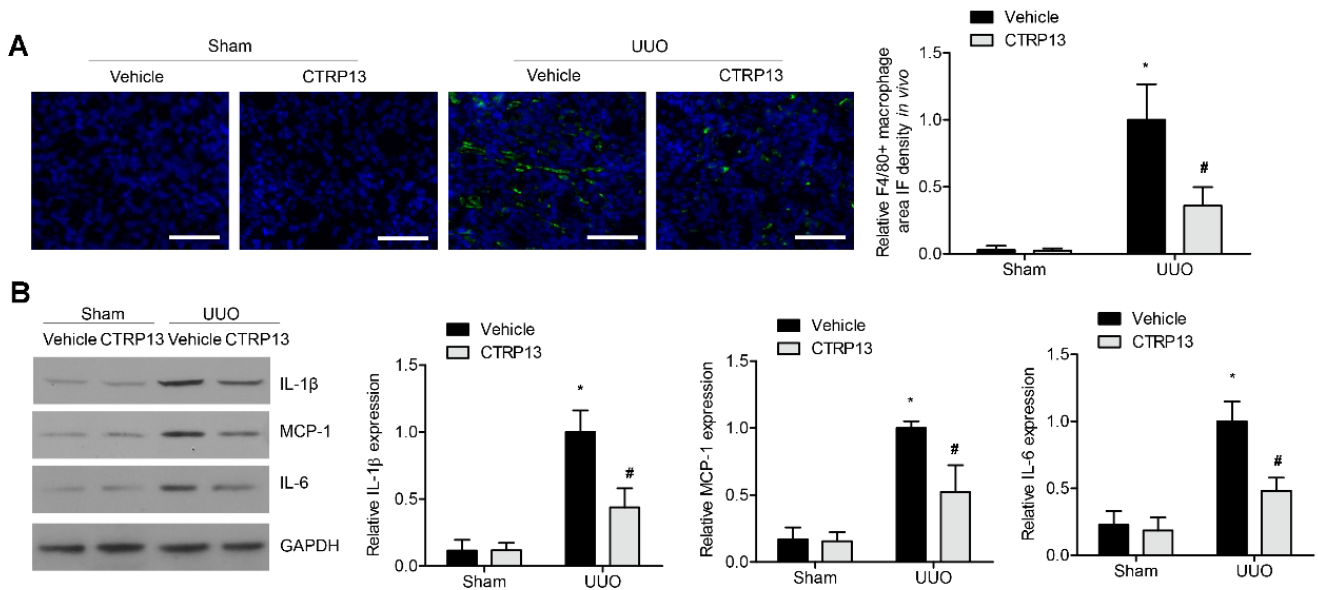 A
Sham
UUO
Vehicle
CTRP13
Vehicle
CTRP13
Vehicle
CTRP13
Relative F4/80+ macrophage
area IF density in vivo
1.5
1.0
0.5
0.0
*
#
Sham
UUO
B
Sham
UUO
Vehicle CTRP13 Vehicle CTRP13
IL-1β
MCP-1
IL-6
GAPDH
Vehicle
CTRP13
Relative IL-1β expression
1.5
1.0
0.5
0.0
*
#
Sham
UUO
Vehicle
CTRP13
Relative MCP-1 expression
1.5
1.0
0.5
0.0
*
#
Sham
UUO
Vehicle
CTRP13
Relative IL-6 expression
1.5
1.0
0.5
0.0
*
#
Sham
UUO